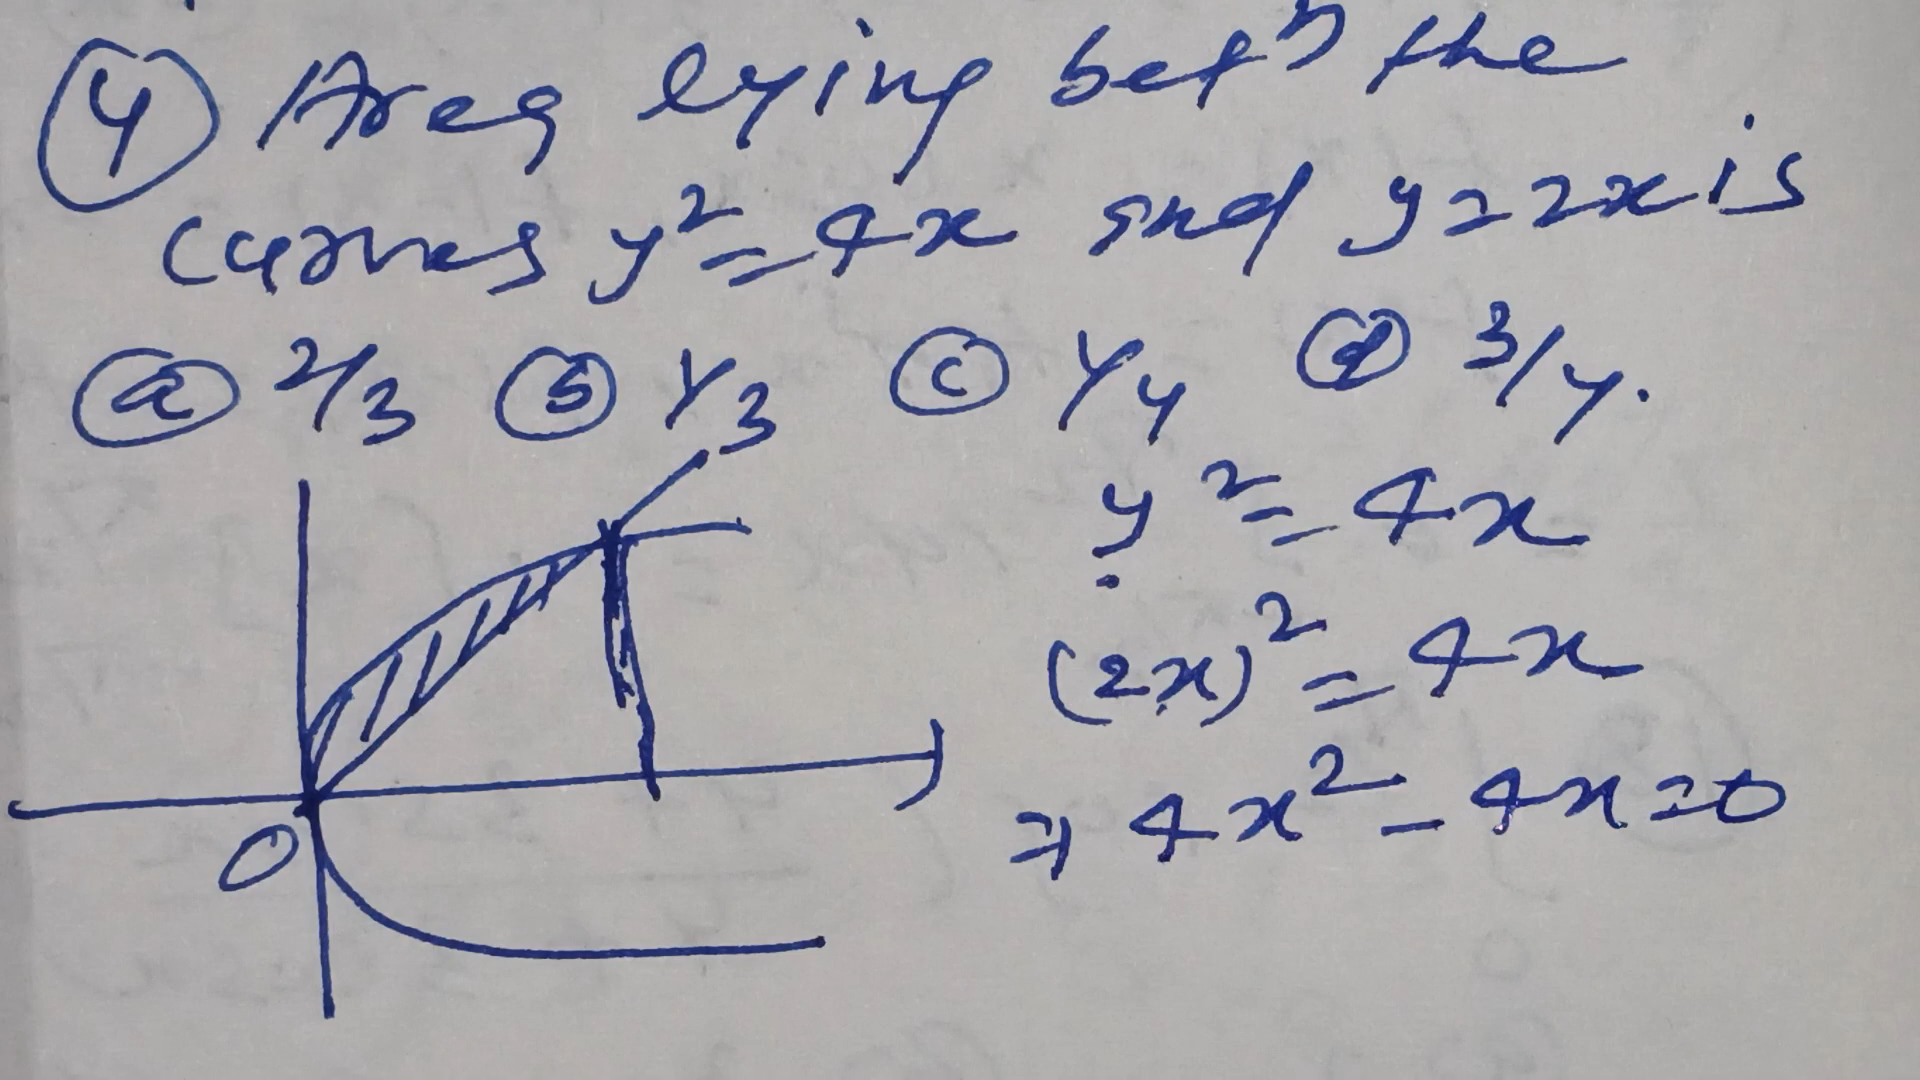 ④ Area lying betⁿ the
curves y² = 4x and y = 2x is
ⓐ 2/3 ⓑ 1/3 ⓒ 1/4 ⓓ 3/4.
y² = 4x
(2x)² = 4x
⇒ 4x² - 4x = 0
O